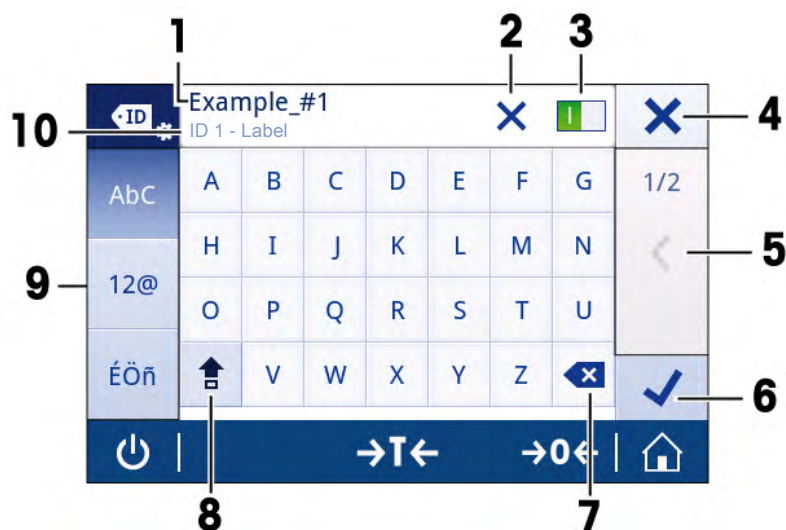 1 2 3
ID Example_#1
10 ID 1 - Label 4
AbC A B C D E F G 1/2
H I J K L M N 5
9 12@
O P Q R S T U
ÉÖñ V W X Y Z 6
→T← →0←
8 7